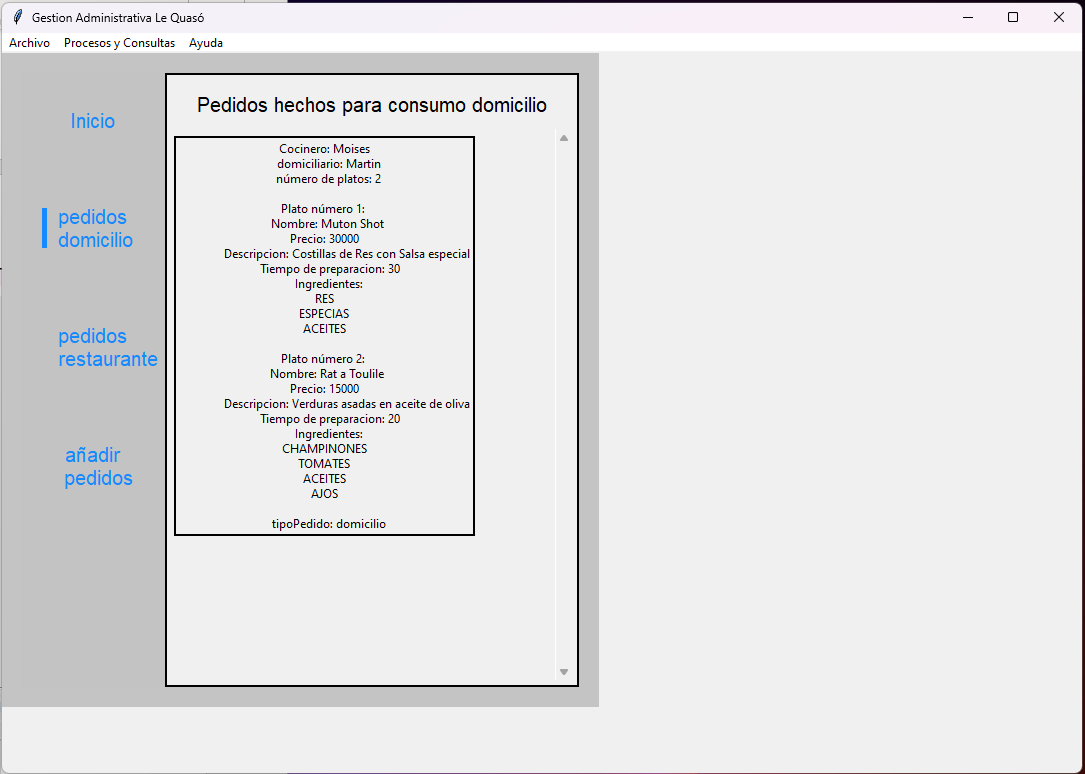 Gestion Administrativa Le Quasó
Archivo Procesos y Consultas Ayuda
Inicio
pedidos
domicilio
pedidos
restaurante
añadir
pedidos
Pedidos hechos para consumo domicilio
Cocinero: Moises
domiciliario: Martin
número de platos: 2
Plato número 1:
Nombre: Muton Shot
Precio: 30000
Descripcion: Costillas de Res con Salsa especial
Tiempo de preparacion: 30
Ingredientes:
RES
ESPECIAS
ACEITES
Plato número 2:
Nombre: Rat a Toulile
Precio: 15000
Descripcion: Verduras asadas en aceite de oliva
Tiempo de preparacion: 20
Ingredientes:
CHAMPINONES
TOMATES
ACEITES
AJOS
tipoPedido: domicilio